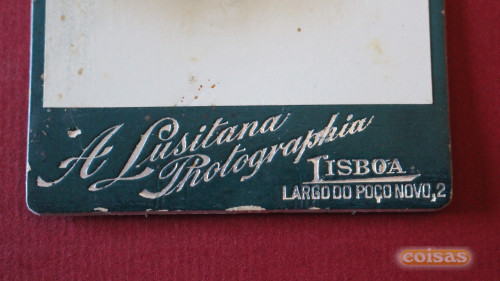 A Lusitana
Photographia
LISBOA
LARGO DO POÇO NOVO, 2
coisas